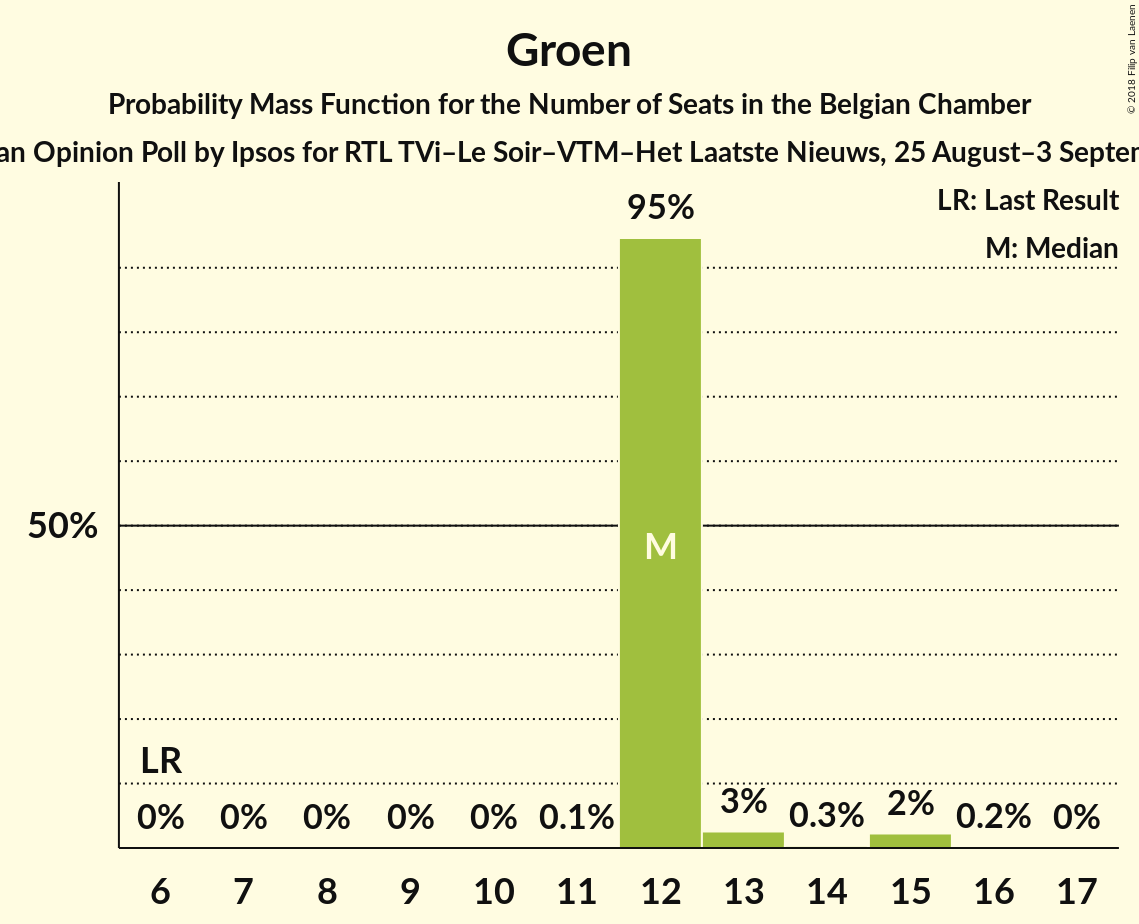 Groen
Probability Mass Function for the Number of Seats in the Belgian Chamber
an Opinion Poll by Ipsos for RTL TVi–Le Soir–VTM–Het Laatste Nieuws, 25 August–3 Septem
© 2018 Filip van Laenen
LR: Last Result
M: Median
95%
50%
M
LR
0% 0% 0% 0% 0% 0.1% 3% 0.3% 2% 0.2% 0%
6 7 8 9 10 11 12 13 14 15 16 17